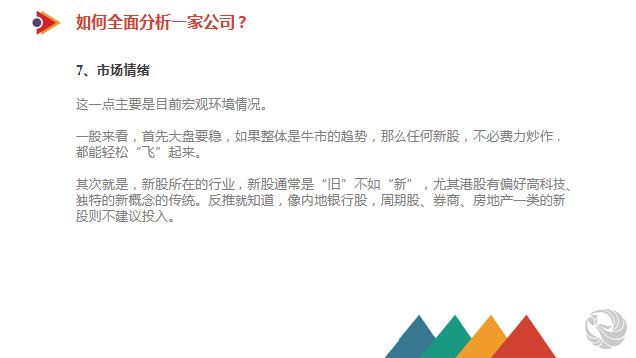 如何全面分析一家公司？
7、市场情绪
这一点主要是目前宏观环境情况。
一般来看，首先大盘要稳，如果整体是牛市的趋势，那么任何新股，不必费力炒作，
都能轻松“飞”起来。
其次就是，新股所在的行业，新股通常是“旧”不如“新”，尤其港股有偏好高科技、
独特的新概念的传统。反推就知道，像内地银行股，周期股、券商、房地产一类的新
股则不建议投入。